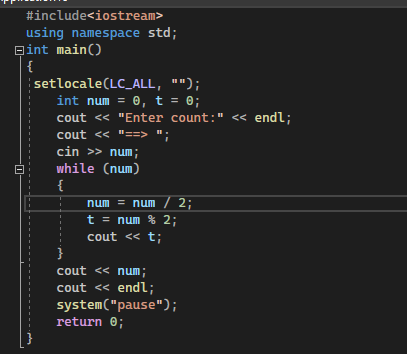 #include<iostream>
using namespace std;
int main()
{
setlocale(LC_ALL, "");
int num = 0, t = 0;
cout << "Enter count:" << endl;
cout << "==> ";
cin >> num;
while (num)
{
num = num / 2;
t = num % 2;
cout << t;
}
cout << num;
cout << endl;
system("pause");
return 0;
}